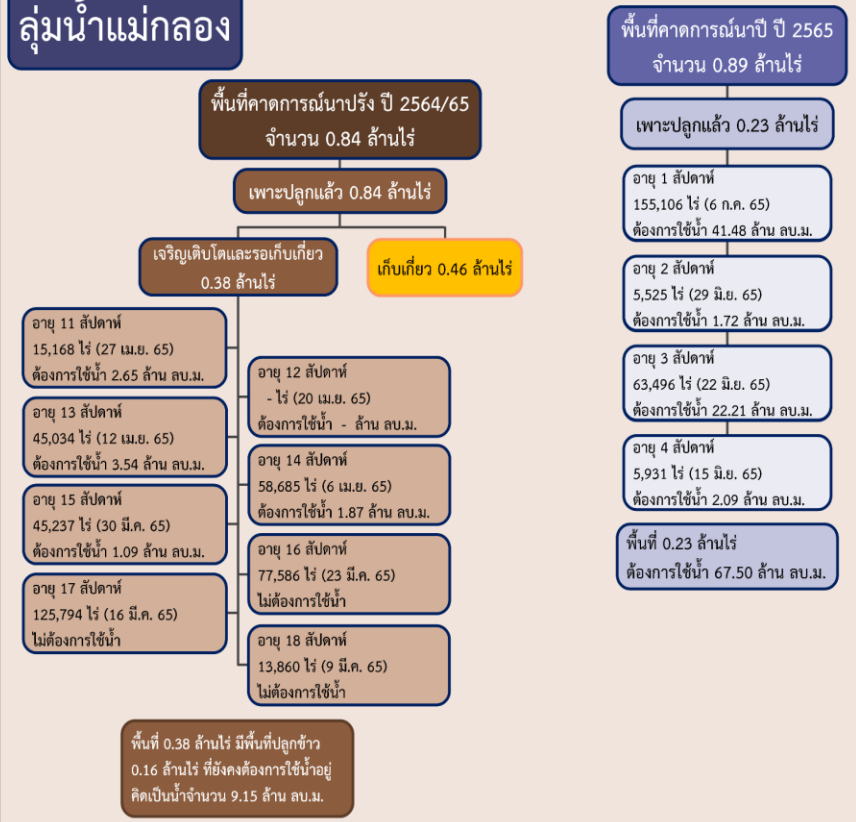 ลุ่มน้ำแม่กลอง
พื้นที่คาดการณ์นาปรัง ปี 2564/65
จำนวน 0.84 ล้านไร่
เพาะปลูกแล้ว 0.84 ล้านไร่
เจริญเติบโตและรอเก็บเกี่ยว
0.38 ล้านไร่
เก็บเกี่ยว 0.46 ล้านไร่
อายุ 11 สัปดาห์
15,168 ไร่ (27 เม.ย. 65)
ต้องการใช้น้ำ 2.65 ล้าน ลบ.ม.
อายุ 12 สัปดาห์
- ไร่ (20 เม.ย. 65)
ต้องการใช้น้ำ - ล้าน ลบ.ม.
อายุ 13 สัปดาห์
45,034 ไร่ (12 เม.ย. 65)
ต้องการใช้น้ำ 3.54 ล้าน ลบ.ม.
อายุ 14 สัปดาห์
58,685 ไร่ (6 เม.ย. 65)
ต้องการใช้น้ำ 1.87 ล้าน ลบ.ม.
อายุ 15 สัปดาห์
45,237 ไร่ (30 มี.ค. 65)
ต้องการใช้น้ำ 1.09 ล้าน ลบ.ม.
อายุ 16 สัปดาห์
77,586 ไร่ (23 มี.ค. 65)
ไม่ต้องการใช้น้ำ
อายุ 17 สัปดาห์
125,794 ไร่ (16 มี.ค. 65)
ไม่ต้องการใช้น้ำ
อายุ 18 สัปดาห์
13,860 ไร่ (9 มี.ค. 65)
ไม่ต้องการใช้น้ำ
พื้นที่ 0.38 ล้านไร่ มีพื้นที่ปลูกข้าว
0.16 ล้านไร่ ที่ยังคงต้องการใช้น้ำอยู่
คิดเป็นน้ำจำนวน 9.15 ล้าน ลบ.ม.
พื้นที่คาดการณ์นาปี ปี 2565
จำนวน 0.89 ล้านไร่
เพาะปลูกแล้ว 0.23 ล้านไร่
อายุ 1 สัปดาห์
155,106 ไร่ (6 ก.ค. 65)
ต้องการใช้น้ำ 41.48 ล้าน ลบ.ม.
อายุ 2 สัปดาห์
5,525 ไร่ (29 มิ.ย. 65)
ต้องการใช้น้ำ 1.72 ล้าน ลบ.ม.
อายุ 3 สัปดาห์
63,496 ไร่ (22 มิ.ย. 65)
ต้องการใช้น้ำ 22.21 ล้าน ลบ.ม.
อายุ 4 สัปดาห์
5,931 ไร่ (15 มิ.ย. 65)
ต้องการใช้น้ำ 2.09 ล้าน ลบ.ม.
พื้นที่ 0.23 ล้านไร่
ต้องการใช้น้ำ 67.50 ล้าน ลบ.ม.